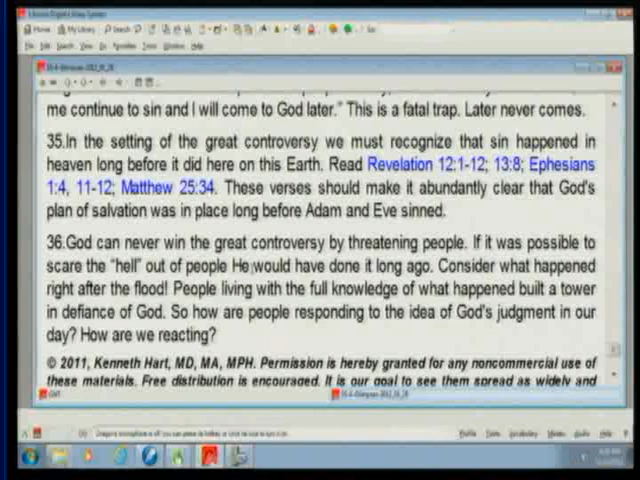 Home
My Library
Search
me continue to sin and I will come to God later." This is a fatal trap. Later never comes.
35.In the setting of the great controversy we must recognize that sin happened in
heaven long before it did here on this Earth. Read Revelation 12:1-12; 13:8; Ephesians
1:4, 11-12; Matthew 25:34. These verses should make it abundantly clear that God's
plan of salvation was in place long before Adam and Eve sinned.
36.God can never win the great controversy by threatening people. If it was possible to
scare the "hell" out of people He would have done it long ago. Consider what happened
right after the flood! People living with the full knowledge of what happened built a tower
in defiance of God. So how are people responding to the idea of God's judgment in our
day? How are we reacting?
© 2011, Kenneth Hart, MD, MA, MPH. Permission is hereby granted for any noncommercial use of
these materials. Free distribution is encouraged. It is our goal to see them spread as widely and